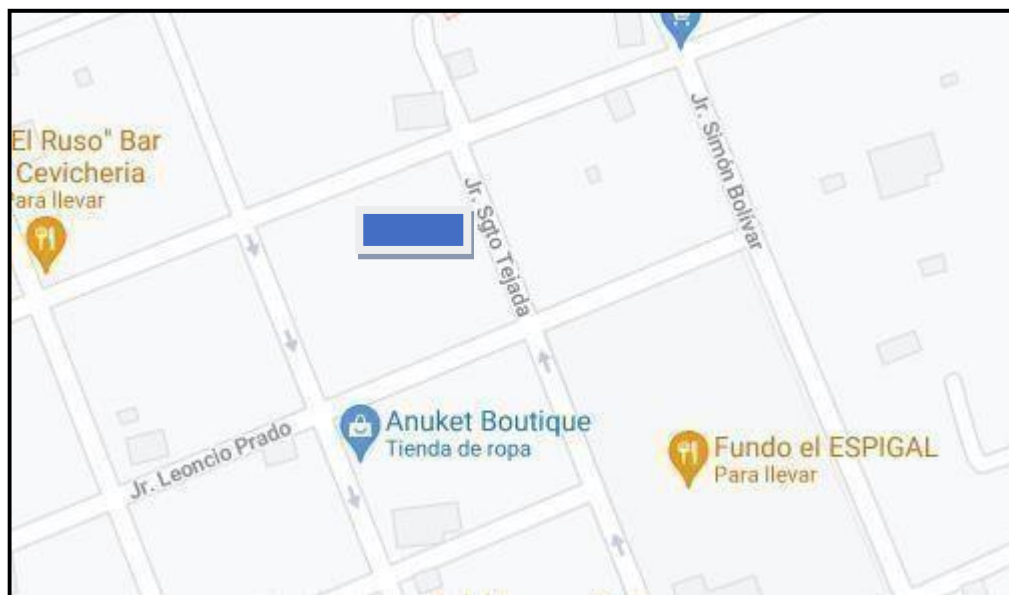 El Ruso" Bar
Cevicheria
ara llevar
Jr. Sgto Tejada
Jr. Simón Bolívar
Anuket Boutique
Tienda de ropa
Jr. Leoncio Prado
Fundo el ESPIGAL
Para llevar